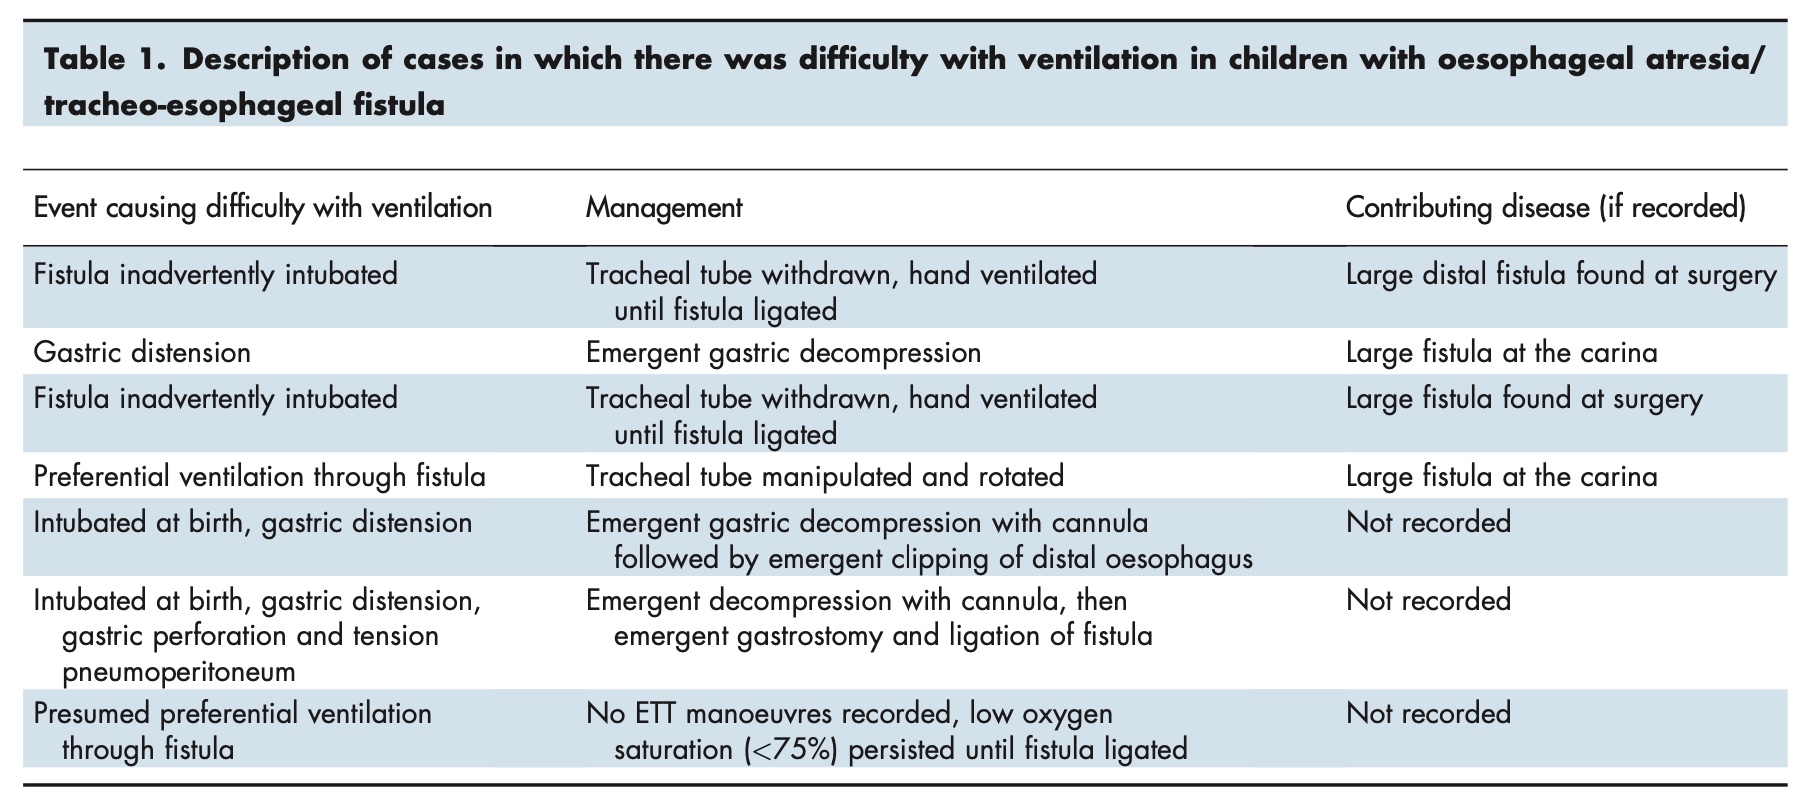 Table 1. Description of cases in which there was difficulty with ventilation in children with oesophageal atresia/
tracheo-esophageal fistula
Event causing difficulty with ventilation Management Contributing disease (if recorded)
Fistula inadvertently intubated Tracheal tube withdrawn, hand ventilated Large distal fistula found at surgery
until fistula ligated
Gastric distension Emergent gastric decompression Large fistula at the carina
Fistula inadvertently intubated Tracheal tube withdrawn, hand ventilated Large fistula found at surgery
until fistula ligated
Preferential ventilation through fistula Tracheal tube manipulated and rotated Large fistula at the carina
Intubated at birth, gastric distension Emergent gastric decompression with cannula Not recorded
followed by emergent clipping of distal oesophagus
Intubated at birth, gastric distension, Emergent decompression with cannula, then Not recorded
gastric perforation and tension emergent gastrostomy and ligation of fistula
pneumoperitoneum
Presumed preferential ventilation No ETT manoeuvres recorded, low oxygen Not recorded
through fistula saturation (<75%) persisted until fistula ligated